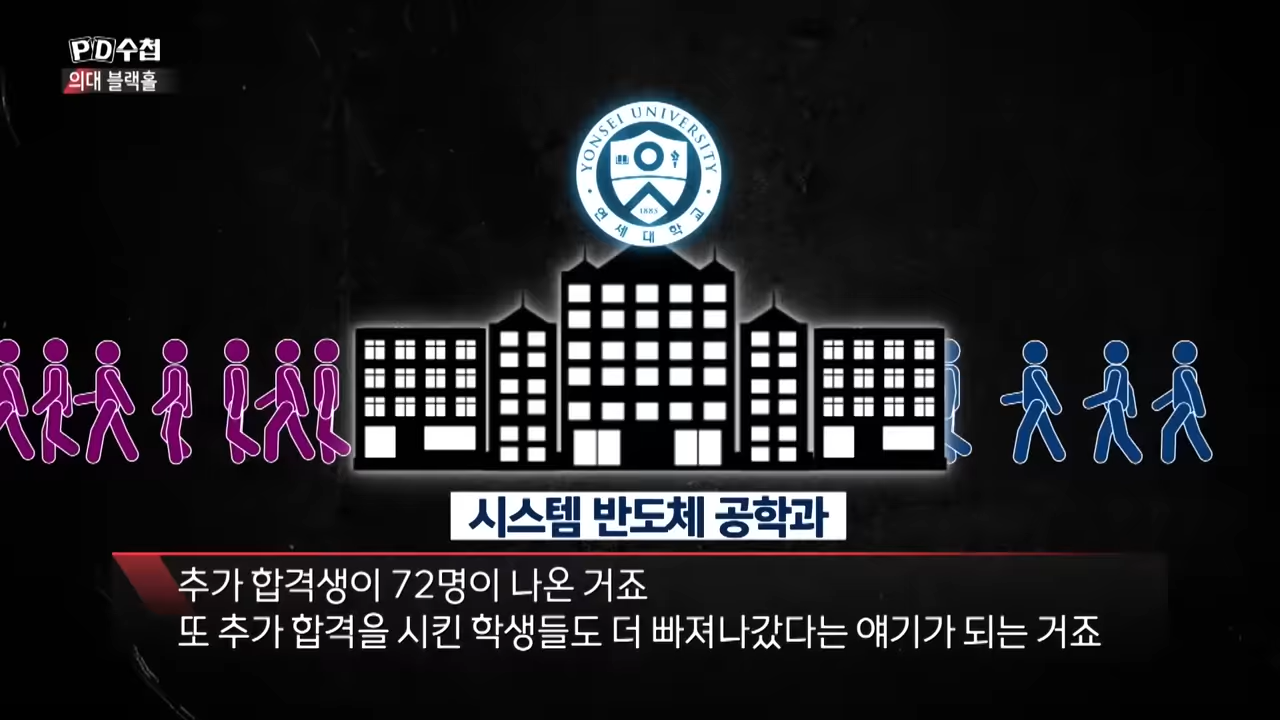 PD수첩
의대 블랙홀
YONSEI UNIVERSITY
1885
연세대학교
시스템 반도체 공학과
추가 합격생이 72명이 나온 거죠
또 추가 합격을 시킨 학생들도 더 빠져나갔다는 얘기가 되는 거죠